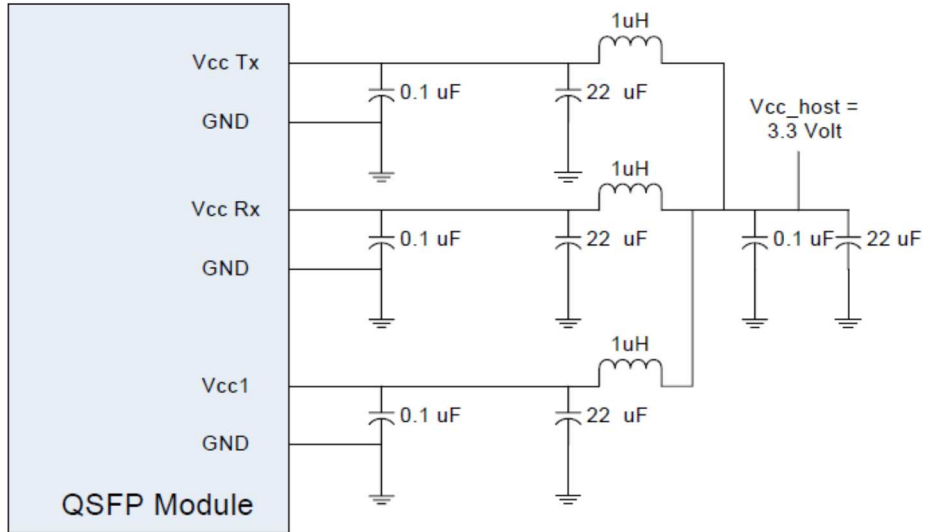 1uH
Vcc Tx
0.1 uF
22 uF
GND
Vcc_host =
3.3 Volt
1uH
Vcc Rx
0.1 uF
22 uF
0.1 uF
22 uF
GND
1uH
Vcc1
0.1 uF
22 uF
GND
QSFP Module